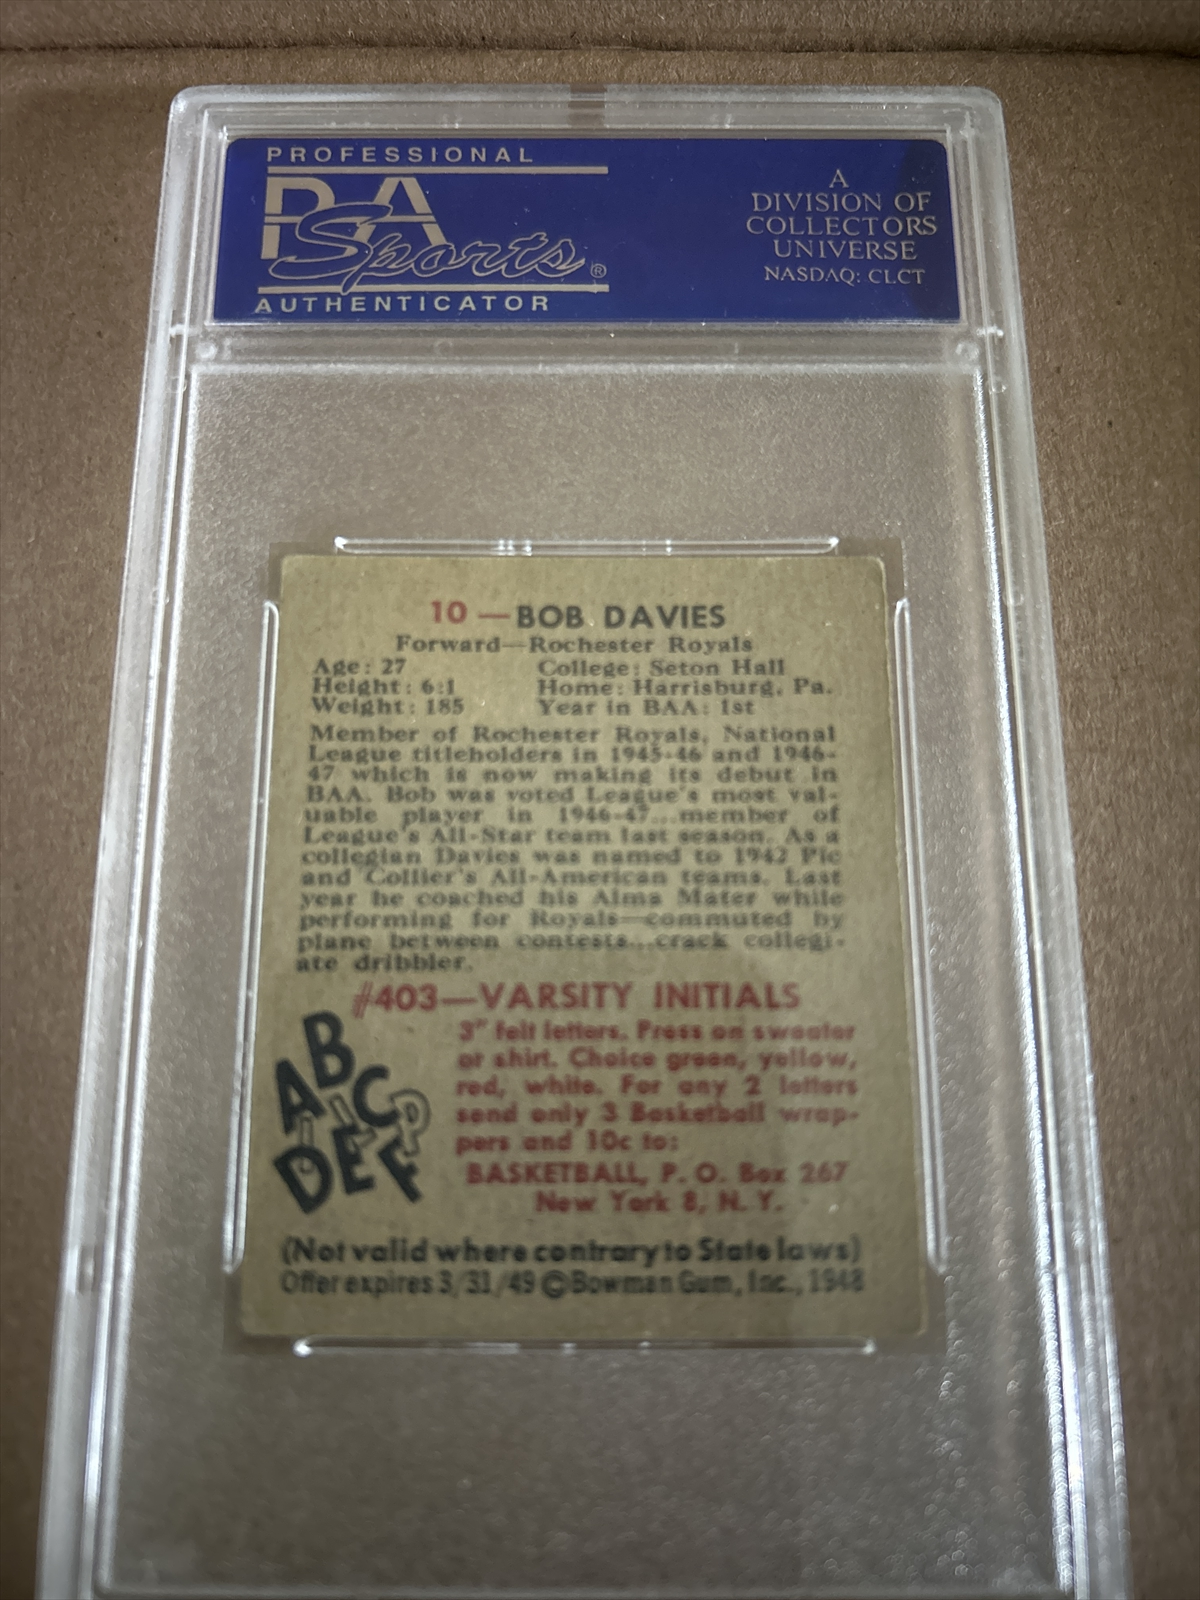 PROFESSIONAL
PSA
Sports®
AUTHENTICATOR
A
DIVISION OF
COLLECTORS
UNIVERSE
NASDAQ: CLCT
10 — BOB DAVIES
Forward—Rochester Royals
Age: 27 College: Seton Hall
Height: 6:1 Home: Harrisburg, Pa.
Weight: 185 Year in BAA: 1st
Member of Rochester Royals, National
League titleholders in 1945-46 and 1946-
47 which is now making its debut in
BAA. Bob was voted League's most val-
uable player in 1946-47...member of
League's All-Star team last season. As a
collegian Davies was named to 1942 Pic
and Collier's All-American teams. Last
year he coached his Alma Mater while
performing for Royals—commuted by
plane between contests...crack collegi-
ate dribbler.
#403—VARSITY INITIALS
ABCDEF
3" felt letters. Press on sweater
or shirt. Choice green, yellow,
red, white. For any 2 letters
send only 3 Basketball wrap-
pers and 10c to:
BASKETBALL, P. O. Box 267
New York 8, N. Y.
(Not valid where contrary to State laws)
Offer expires 3/31/49 ©Bowman Gum, Inc., 1948